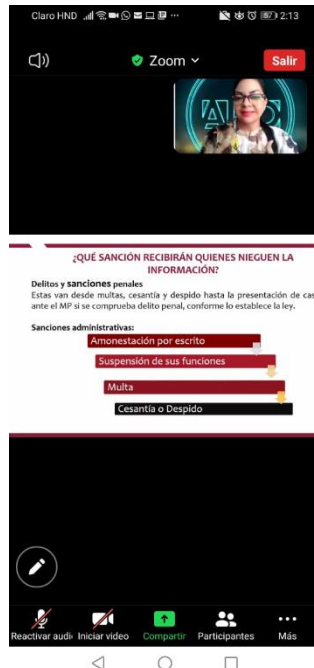 Claro HND
2:13
Zoom
Salir
¿QUÉ SANCIÓN RECIBIRÁN QUIENES NIEGUEN LA
INFORMACIÓN?
Delitos y sanciones penales
Estas van desde multas, cesantía y despido hasta la presentación de cas
ante el MP si se comprueba delito penal, conforme lo establece la ley.
Sanciones administrativas:
Amonestación por escrito
Suspensión de sus funciones
Multa
Cesantía o Despido
Reactivar audi
Iniciar video
Compartir
Participantes
Más